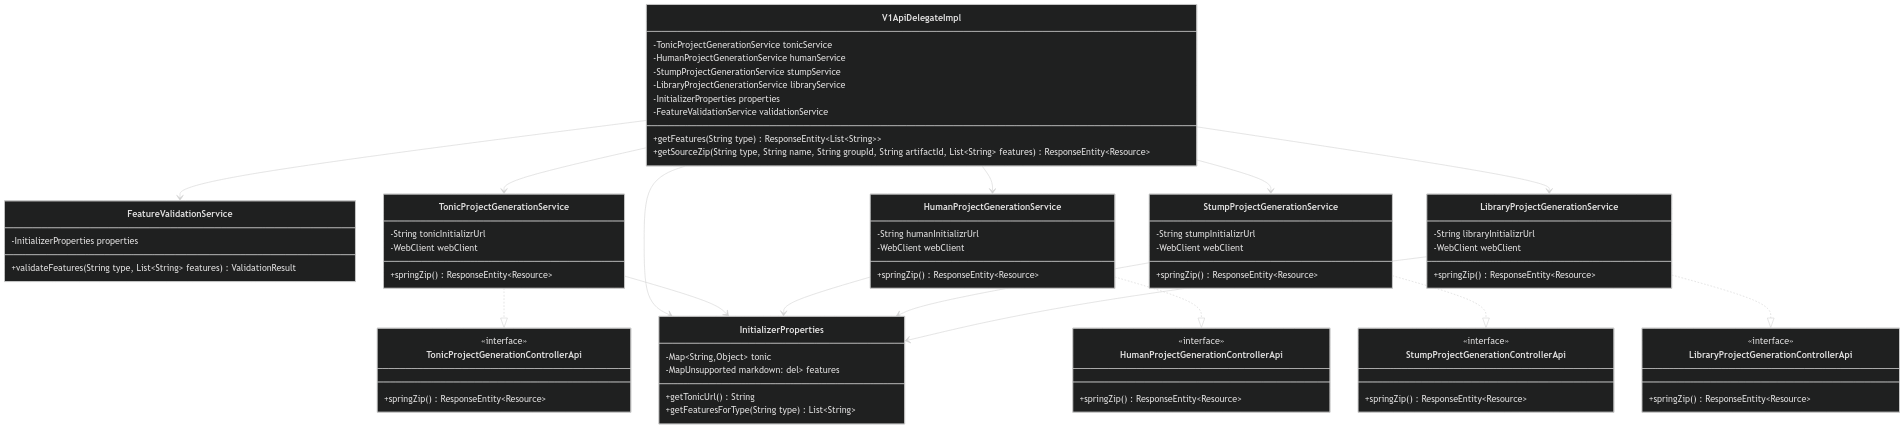 V1ApiDelegateImpl
-TonicProjectGenerationService tonicService
-HumanProjectGenerationService humanService
-StumpProjectGenerationService stumpService
-LibraryProjectGenerationService libraryService
-InitializerProperties properties
-FeatureValidationService validationService
+getFeatures(String type) : ResponseEntity<List<String>>
+getSourceZip(String type, String name, String groupId, String artifactId, List<String> features) : ResponseEntity<Resource>
FeatureValidationService
-InitializerProperties properties
+validateFeatures(String type, List<String> features) : ValidationResult
TonicProjectGenerationService
-String tonicInitializrUrl
-WebClient webClient
+springZip() : ResponseEntity<Resource>
HumanProjectGenerationService
-String humanInitializrUrl
-WebClient webClient
+springZip() : ResponseEntity<Resource>
StumpProjectGenerationService
-String stumpInitializrUrl
-WebClient webClient
+springZip() : ResponseEntity<Resource>
LibraryProjectGenerationService
-String libraryInitializrUrl
-WebClient webClient
+springZip() : ResponseEntity<Resource>
«interface»
TonicProjectGenerationControllerApi
+springZip() : ResponseEntity<Resource>
InitializerProperties
-Map<String,Object> tonic
-MapUnsupported markdown: del> features
+getTonicUrl() : String
+getFeaturesForType(String type) : List<String>
«interface»
HumanProjectGenerationControllerApi
+springZip() : ResponseEntity<Resource>
«interface»
StumpProjectGenerationControllerApi
+springZip() : ResponseEntity<Resource>
«interface»
LibraryProjectGenerationControllerApi
+springZip() : ResponseEntity<Resource>